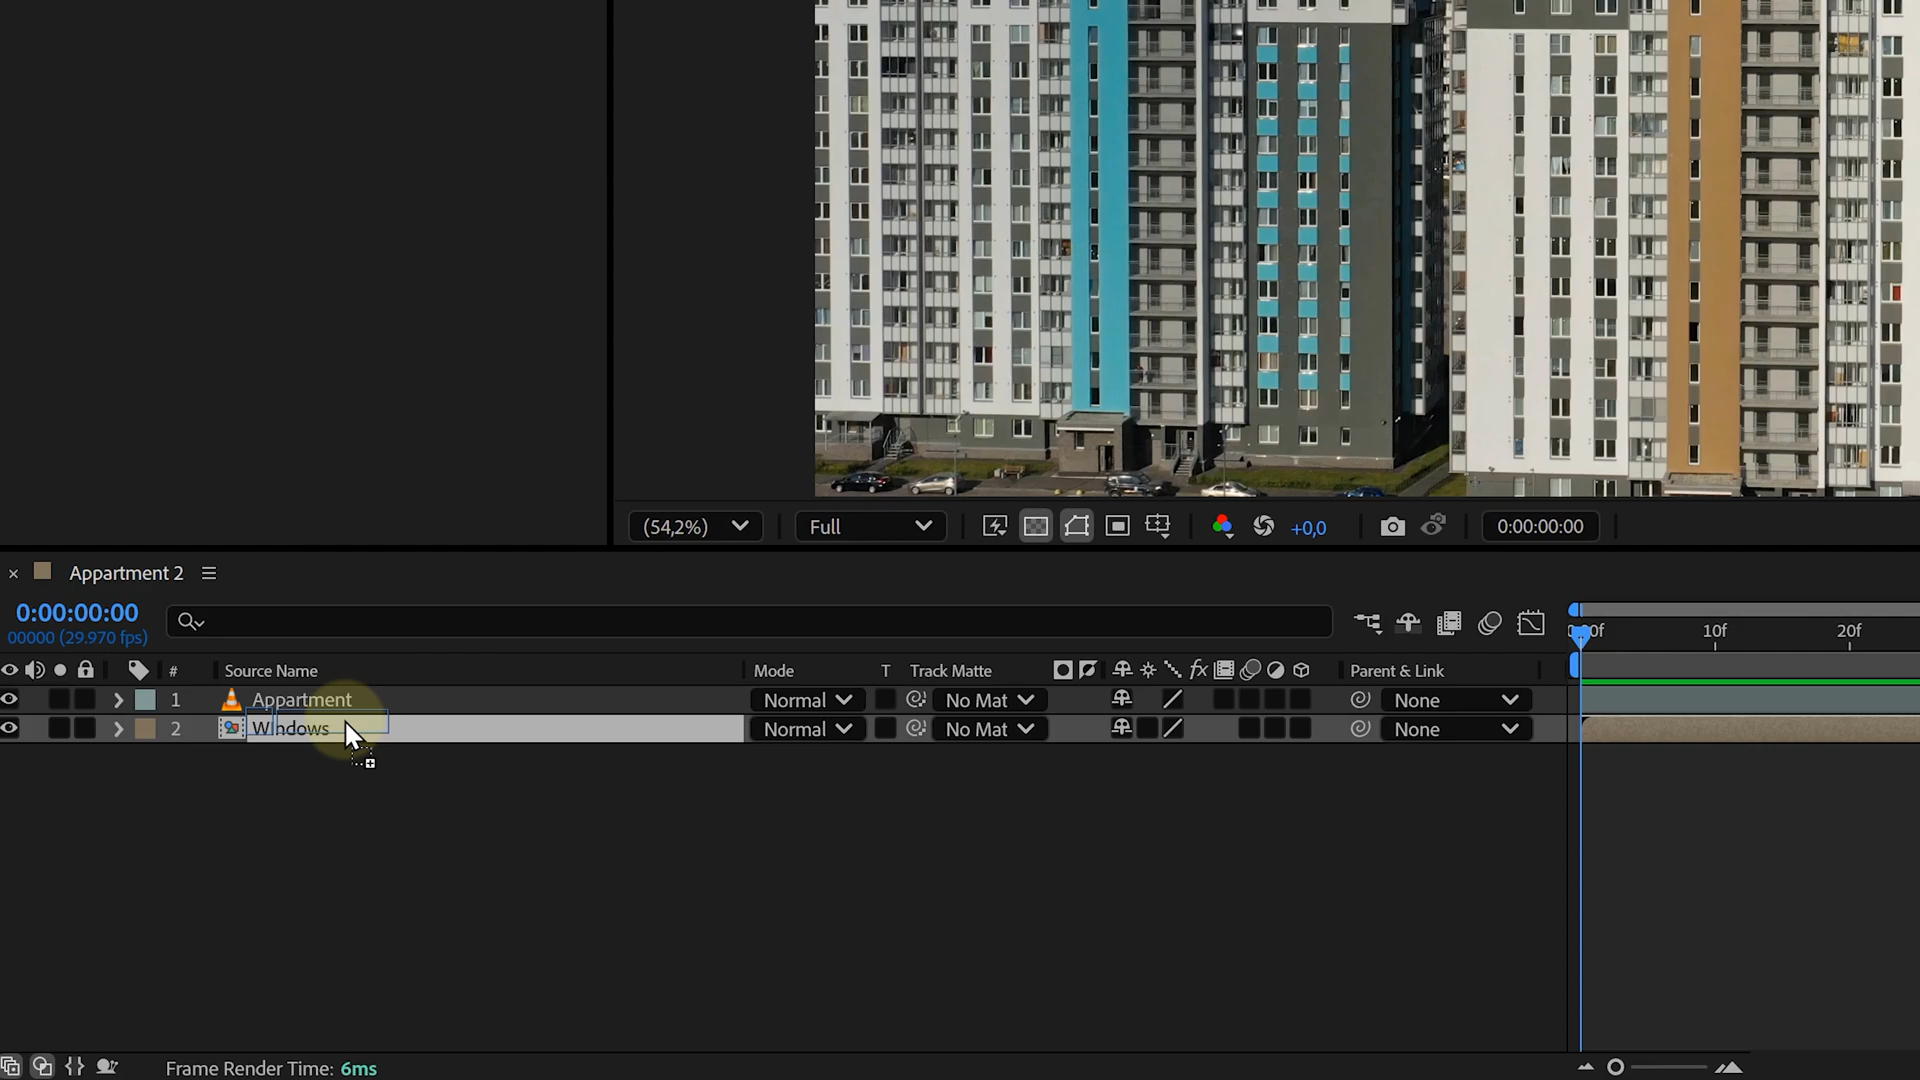 (54,2%)
Full
+0,0
0:00:00:00
Appartment 2
0:00:00:00
00000 (29.970 fps)
10f
20f
#
Source Name
Mode
T
Track Matte
fx
Parent & Link
1
Appartment
Normal
No Mat
None
2
Windows
Normal
No Mat
None
Frame Render Time: 6ms